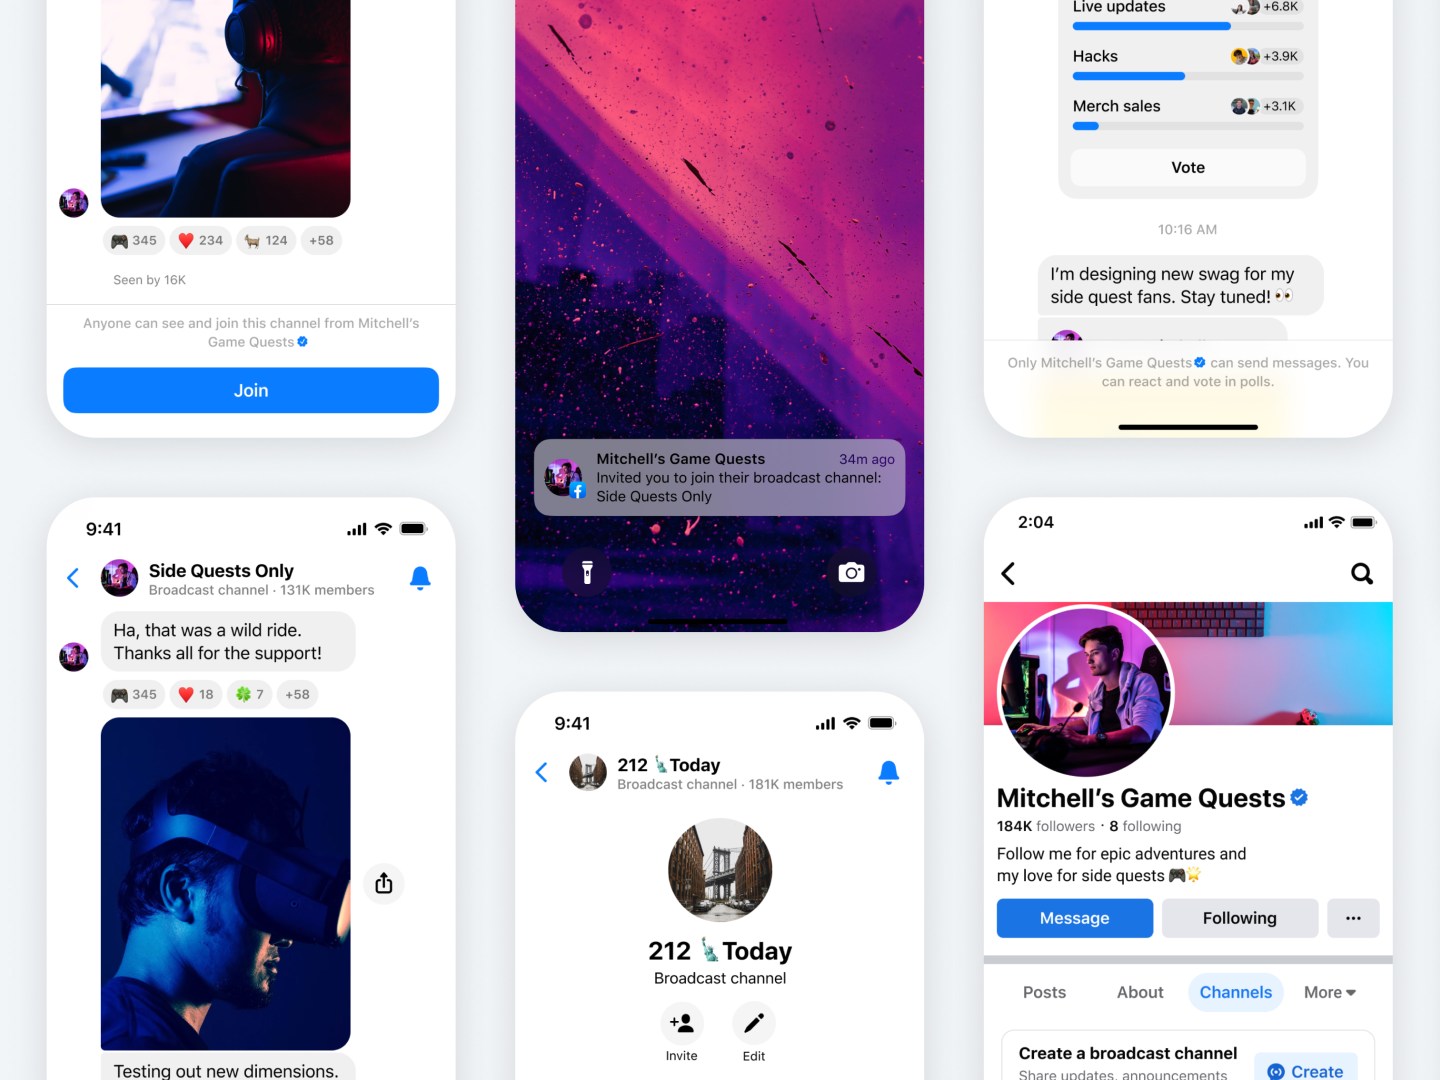 345
234
124
+58
Seen by 16K
Anyone can see and join this channel from Mitchell's
Game Quests
Join
9:41
Side Quests Only
Broadcast channel · 131K members
Ha, that was a wild ride.
Thanks all for the support!
345
18
7
+58
Testing out new dimensions.
Mitchell's Game Quests
34m ago
Invited you to join their broadcast channel:
Side Quests Only
9:41
212 🗽Today
Broadcast channel · 181K members
212 🗽Today
Broadcast channel
Invite
Edit
Live updates
+6.8K
Hacks
+3.9K
Merch sales
+3.1K
Vote
10:16 AM
I'm designing new swag for my
side quest fans. Stay tuned! 👀
Only Mitchell's Game Quests can send messages. You
can react and vote in polls.
2:04
Mitchell's Game Quests
184K followers · 8 following
Follow me for epic adventures and
my love for side quests 🎮🌟
Message
Following
Posts
About
Channels
More
Create a broadcast channel
Share updates, announcements
Create